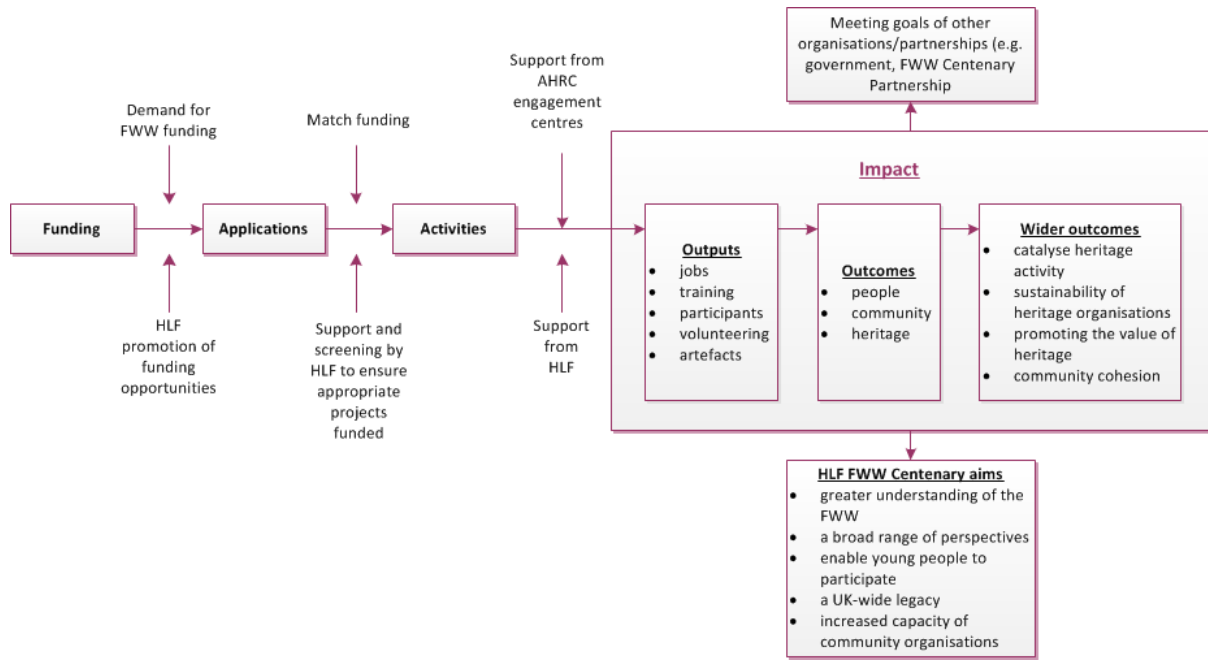 Meeting goals of other
organisations/partnerships (e.g.
government, FWW Centenary
Partnership
Support from
AHRC
engagement
centres
Demand for
FWW funding
Match funding
Impact
Funding
Applications
Activities
Outputs
• jobs
• training
• participants
• volunteering
• artefacts
Outcomes
• people
• community
• heritage
Wider outcomes
• catalyse heritage
activity
• sustainability of
heritage organisations
• promoting the value of
heritage
• community cohesion
HLF
promotion of
funding
opportunities
Support and
screening by
HLF to ensure
appropriate
projects
funded
Support
from
HLF
HLF FWW Centenary aims
• greater understanding of the
FWW
• a broad range of perspectives
• enable young people to
participate
• a UK-wide legacy
• increased capacity of
community organisations